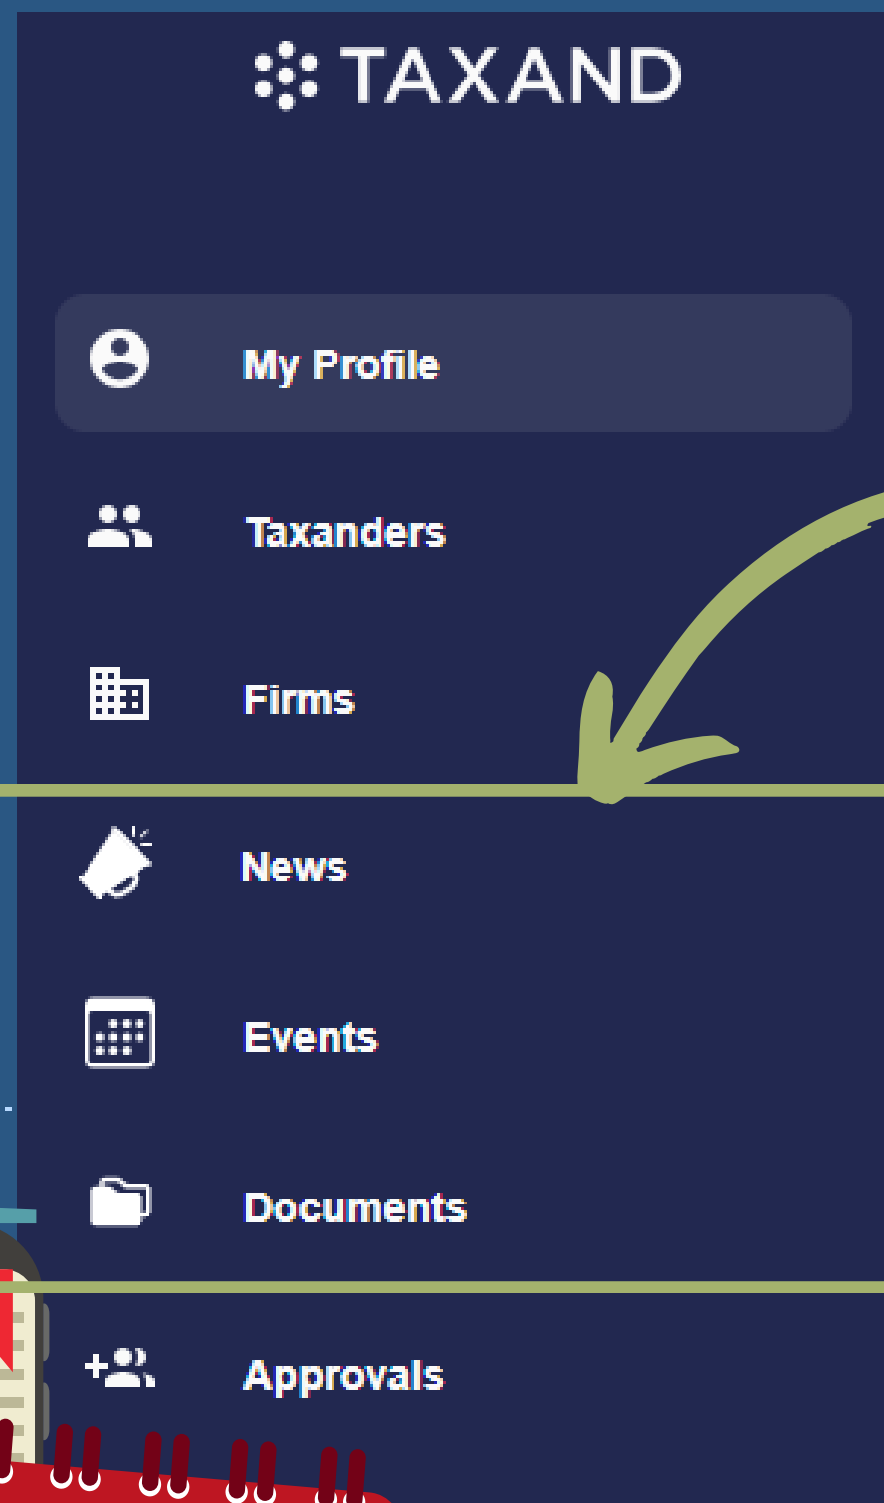 TAXAND
My Profile
Taxanders
Firms
News
Events
Documents
Approvals